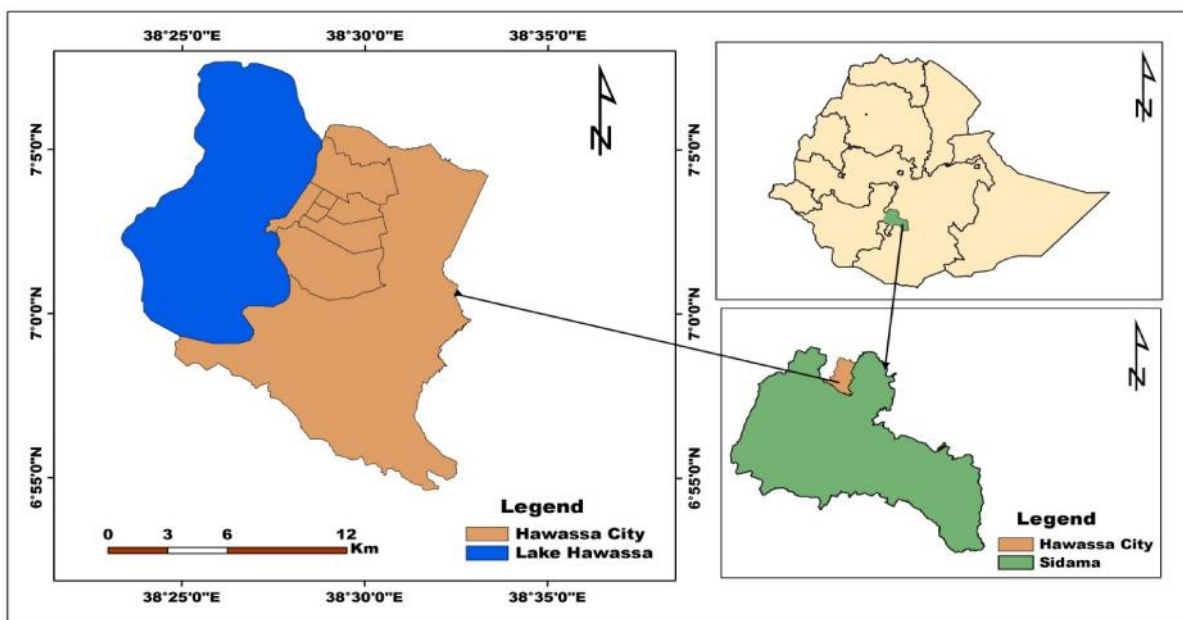 38°25'0"E 38°30'0"E 38°35'0"E
N
7°5'0"N 7°5'0"N
7°0'0"N 7°0'0"N
6°55'0"N 6°55'0"N
Legend
Hawassa City
Lake Hawassa
0 3 6 12
Km
38°25'0"E 38°30'0"E 38°35'0"E
N
N
Legend
Hawassa City
Sidama